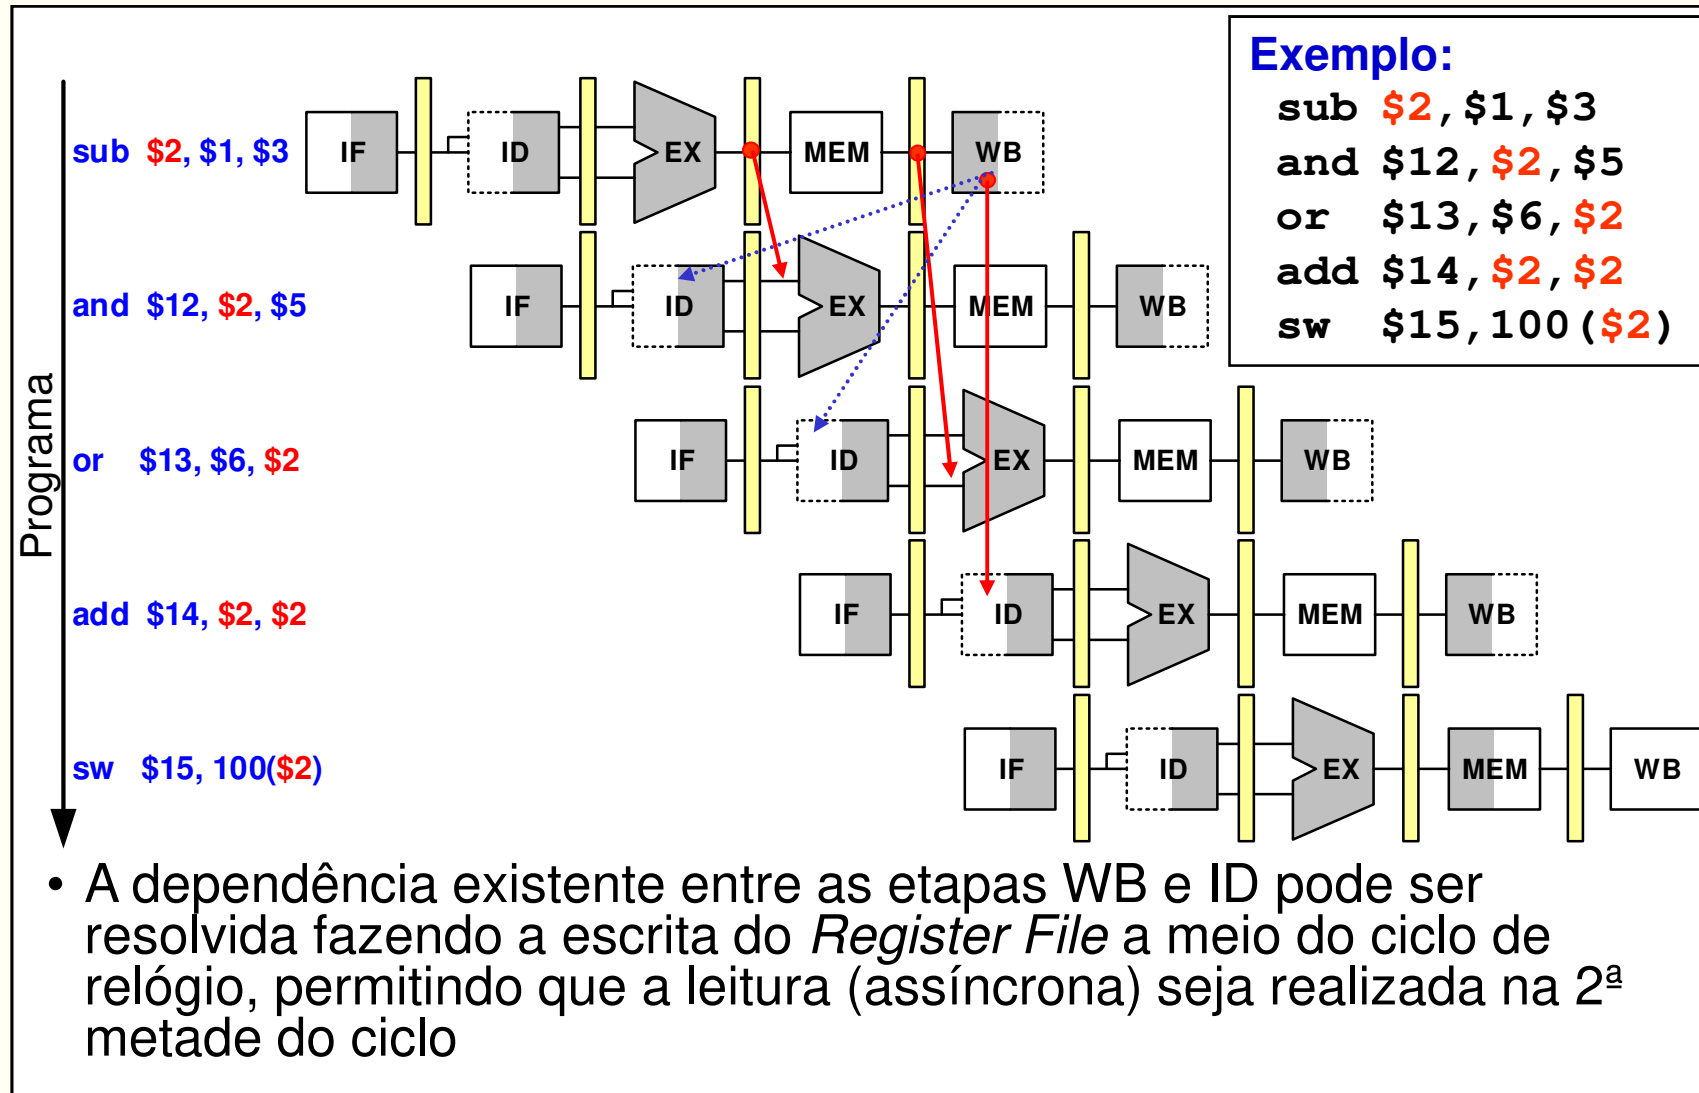 Exemplo:
sub $2,$1,$3
and $12,$2,$5
or $13,$6,$2
add $14,$2,$2
sw $15,100($2)
Programa
sub $2, $1, $3
IF ID EX MEM WB
and $12, $2, $5
IF ID EX MEM WB
or $13, $6, $2
IF ID EX MEM WB
add $14, $2, $2
IF ID EX MEM WB
sw $15, 100($2)
IF ID EX MEM WB
• A dependência existente entre as etapas WB e ID pode ser
resolvida fazendo a escrita do Register File a meio do ciclo de
relógio, permitindo que a leitura (assíncrona) seja realizada na 2ª
metade do ciclo